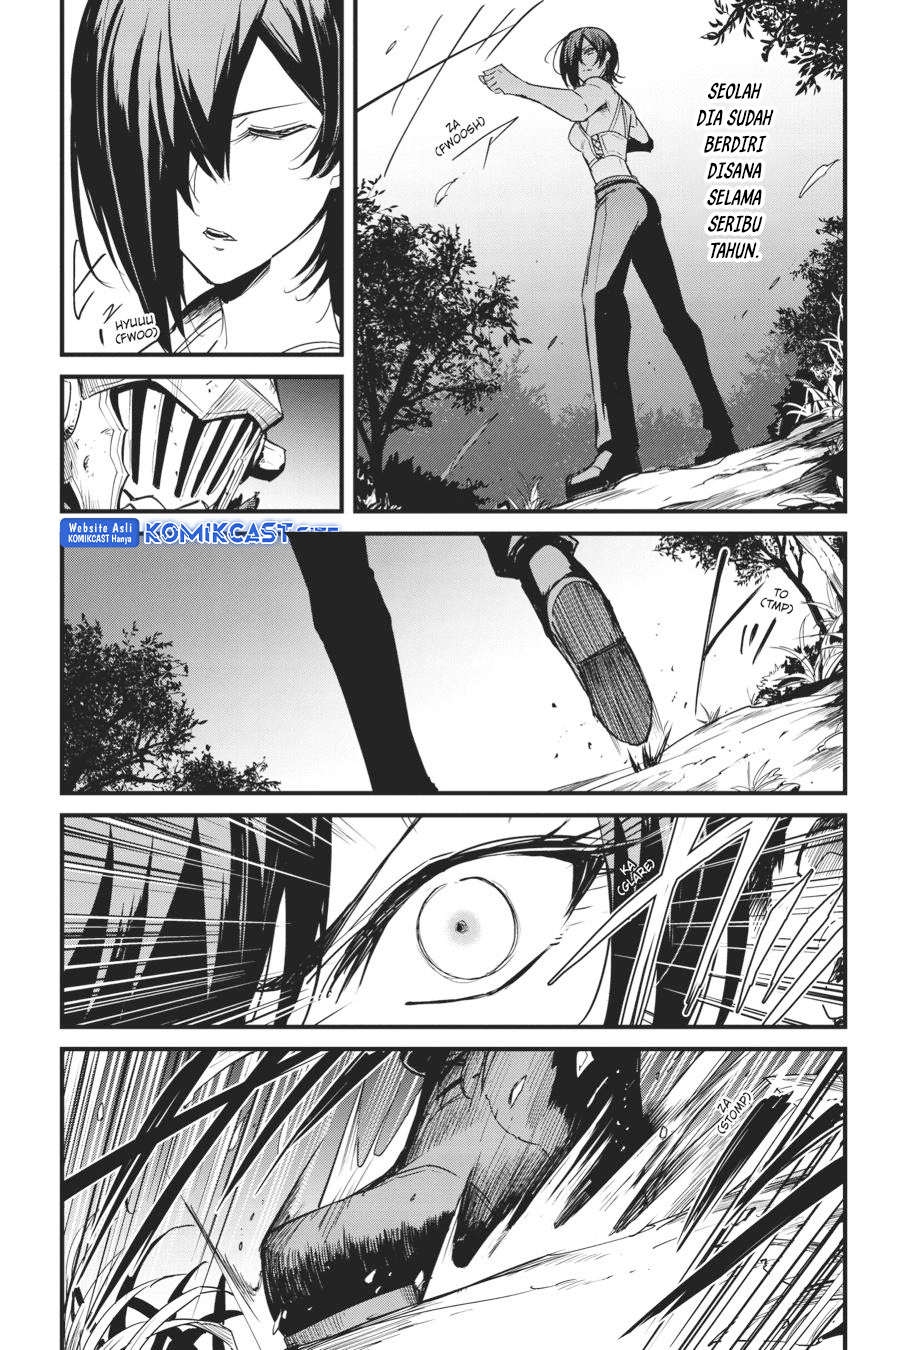 SEOLAH
DIA SUDAH
BERDIRI
DISANA
SELAMA
SERIBU
TAHUN.
ZA
(FWOOSH)
HYUUU
(FWOO)
Website Asli
KOMIKCAST Hanya
KOMIKCAST.SITE
TO
(TMP)
KA
(GLARE)
ZA
(STOMP)